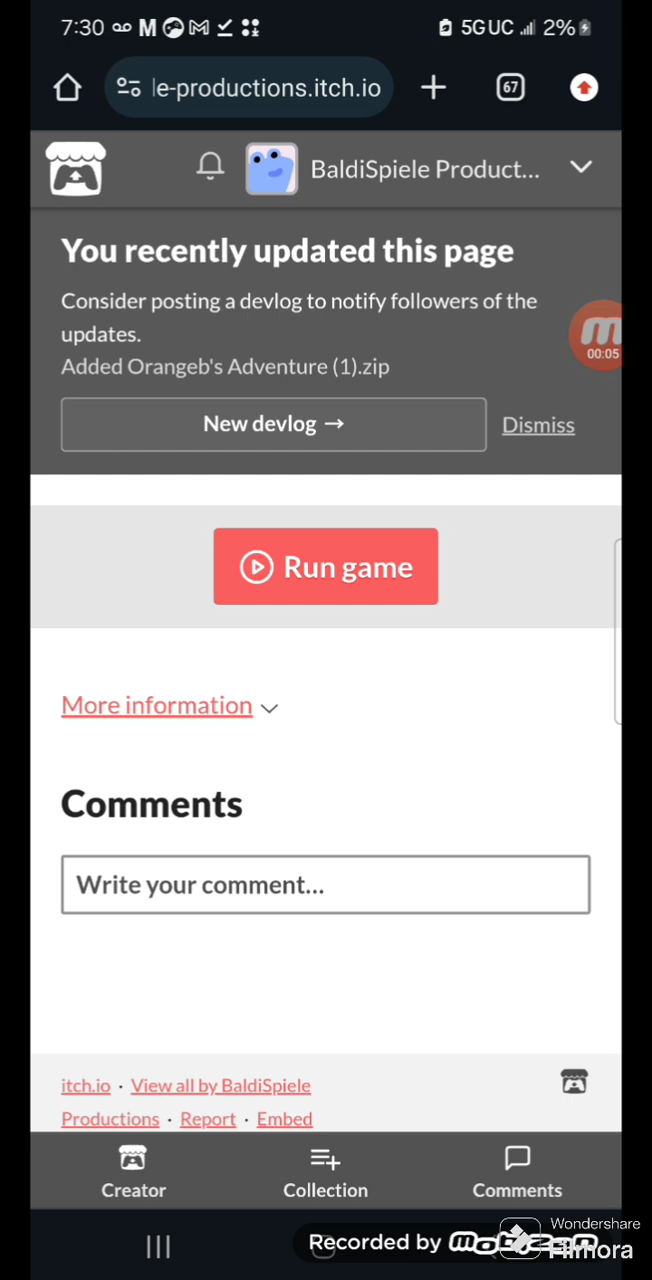 7:30 M 5G UC 2%
le-productions.itch.io 67
BaldiSpiele Product...
You recently updated this page
Consider posting a devlog to notify followers of the
updates.
00:05
Added Orangeb's Adventure (1).zip
New devlog → Dismiss
Run game
More information
Comments
Write your comment...
itch.io · View all by BaldiSpiele
Productions · Report · Embed
Creator Collection Comments
Recorded by mobizen
Wondershare
Filmora